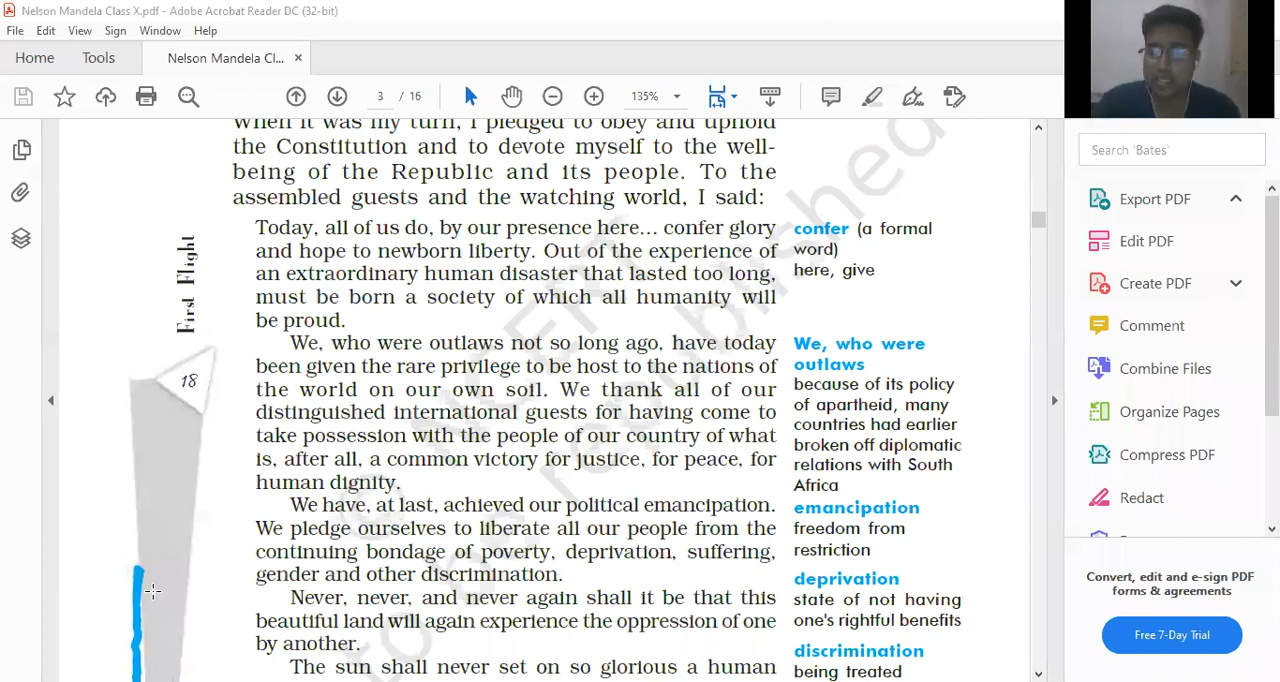 Nelson Mandela Class X.pdf - Adobe Acrobat Reader DC (32-bit)
File Edit View Sign Window Help
Home Tools Nelson Mandela Cl... ×
3 / 16 135%
Search 'Bates'
Export PDF
Edit PDF
Create PDF
Comment
Combine Files
Organize Pages
Compress PDF
Redact
Convert, edit and e-sign PDF
forms & agreements
Free 7-Day Trial
When it was my turn, I pledged to obey and uphold
the Constitution and to devote myself to the well-
being of the Republic and its people. To the
assembled guests and the watching world, I said:
Today, all of us do, by our presence here... confer glory
and hope to newborn liberty. Out of the experience of
an extraordinary human disaster that lasted too long,
must be born a society of which all humanity will
be proud.
We, who were outlaws not so long ago, have today
been given the rare privilege to be host to the nations of
the world on our own soil. We thank all of our
distinguished international guests for having come to
take possession with the people of our country of what
is, after all, a common victory for justice, for peace, for
human dignity.
We have, at last, achieved our political emancipation.
We pledge ourselves to liberate all our people from the
continuing bondage of poverty, deprivation, suffering,
gender and other discrimination.
Never, never, and never again shall it be that this
beautiful land will again experience the oppression of one
by another.
The sun shall never set on so glorious a human
confer (a formal
word)
here, give
We, who were
outlaws
because of its policy
of apartheid, many
countries had earlier
broken off diplomatic
relations with South
Africa
emancipation
freedom from
restriction
deprivation
state of not having
one's rightful benefits
discrimination
being treated
First Flight
18
© NCERT
to be republished